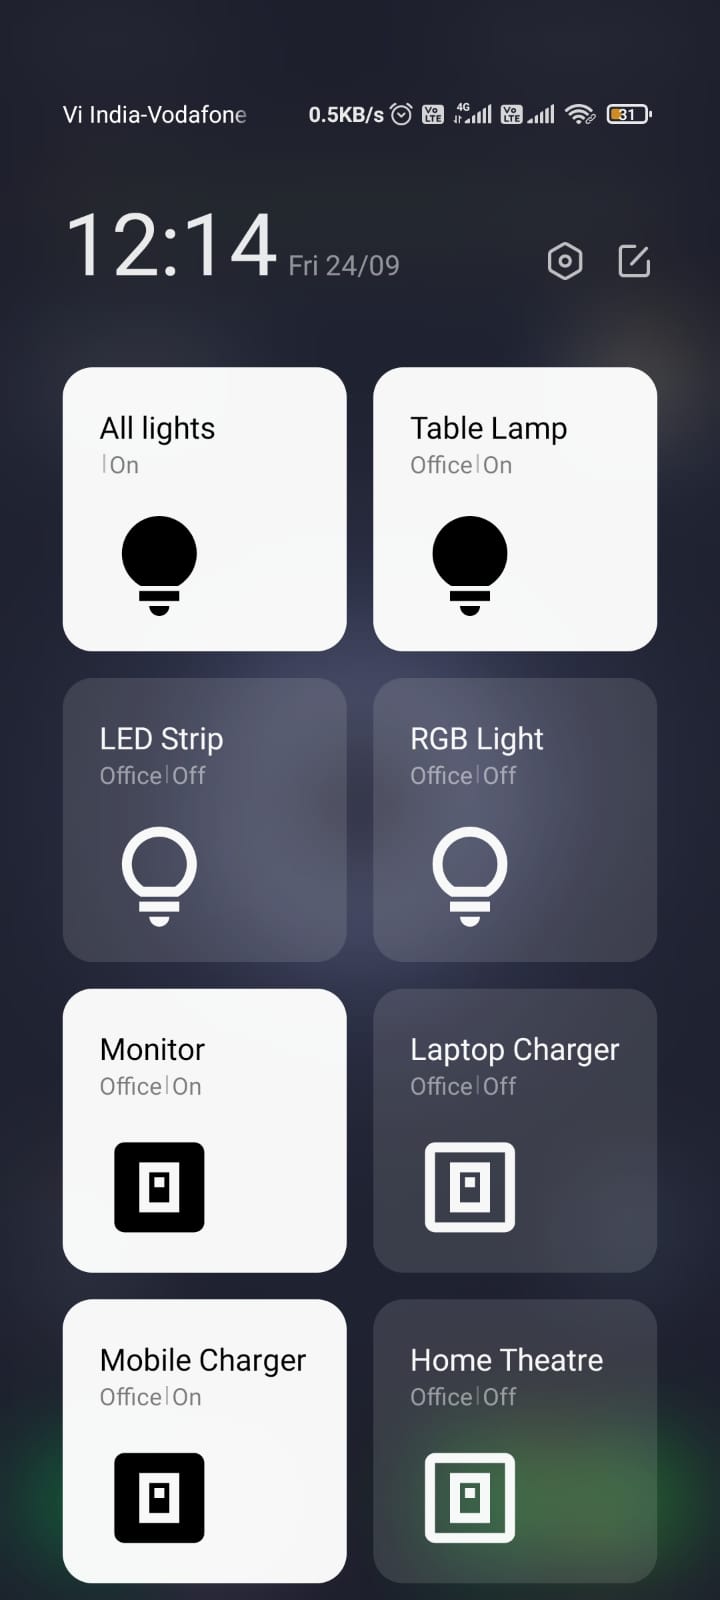 Vi India-Vodafone 0.5KB/s Vo LTE 4G Vo LTE 31
12:14 Fri 24/09
All lights
|On
Table Lamp
Office|On
LED Strip
Office|Off
RGB Light
Office|Off
Monitor
Office|On
Laptop Charger
Office|Off
Mobile Charger
Office|On
Home Theatre
Office|Off